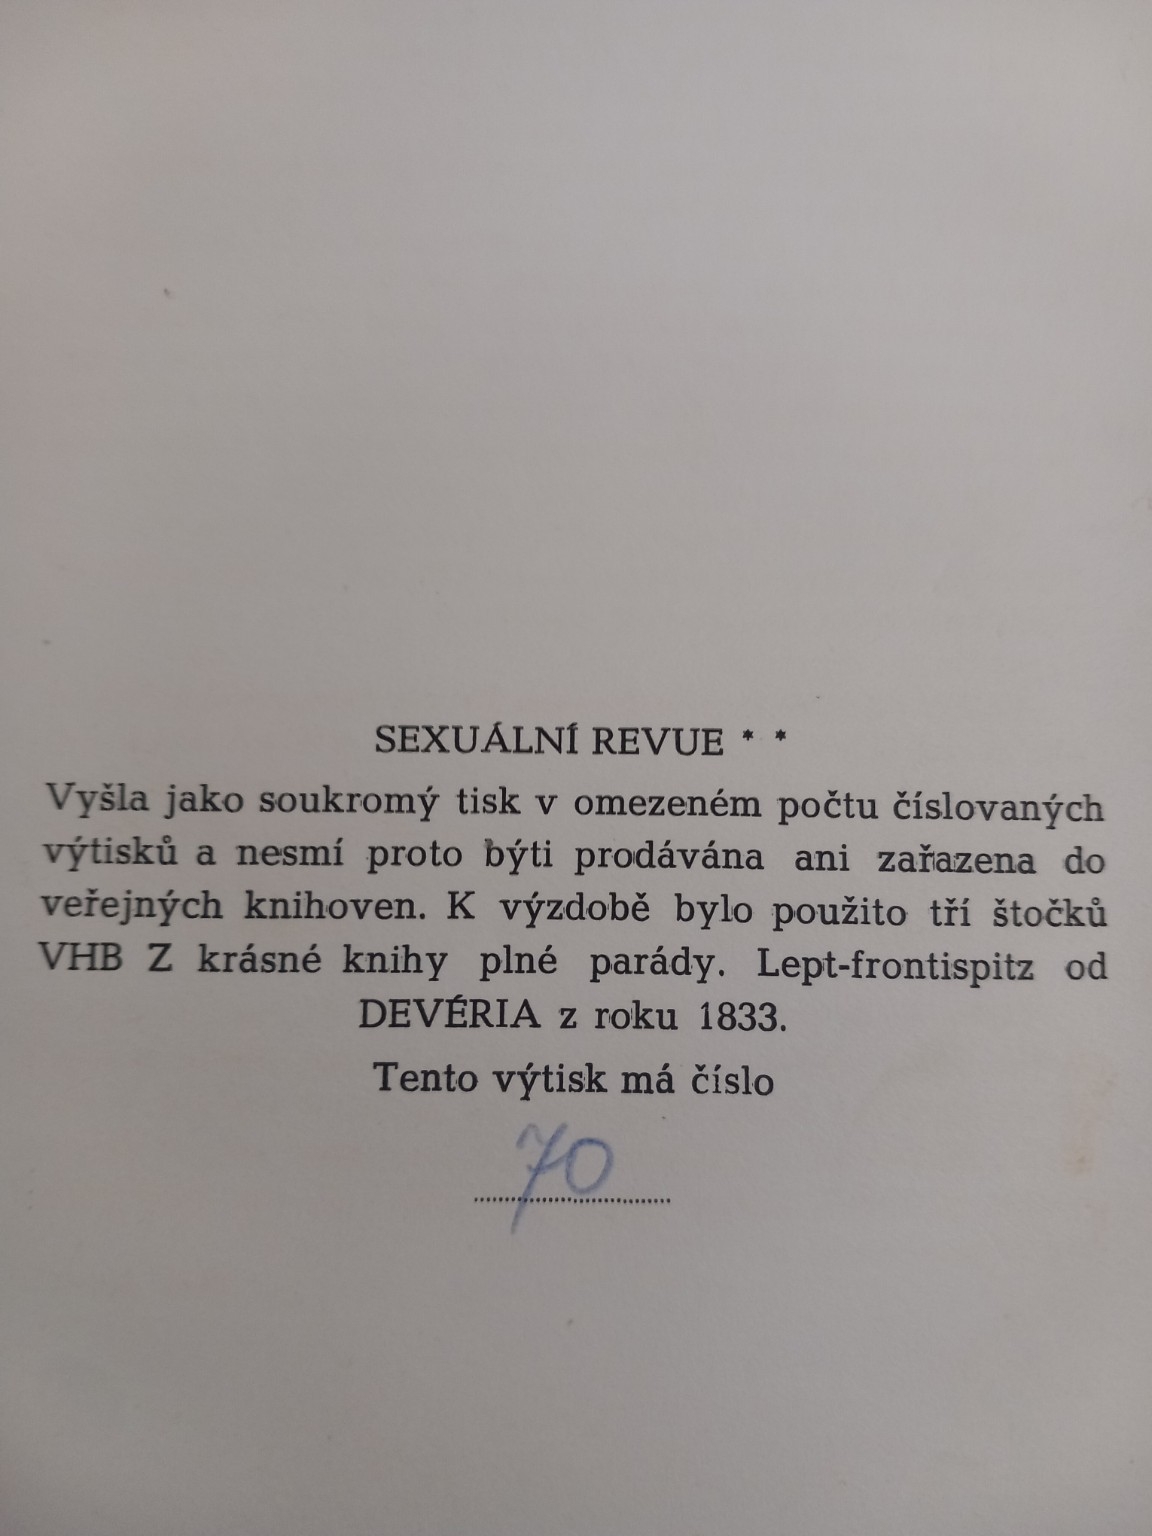 SEXUÁLNÍ REVUE * *
Vyšla jako soukromý tisk v omezeném počtu číslovaných
výtisků a nesmí proto býti prodávána ani zařazena do
veřejných knihoven. K výzdobě bylo použito tří štočků
VHB Z krásné knihy plné parády. Lept-frontispitz od
DEVÉRIA z roku 1833.
Tento výtisk má číslo
70